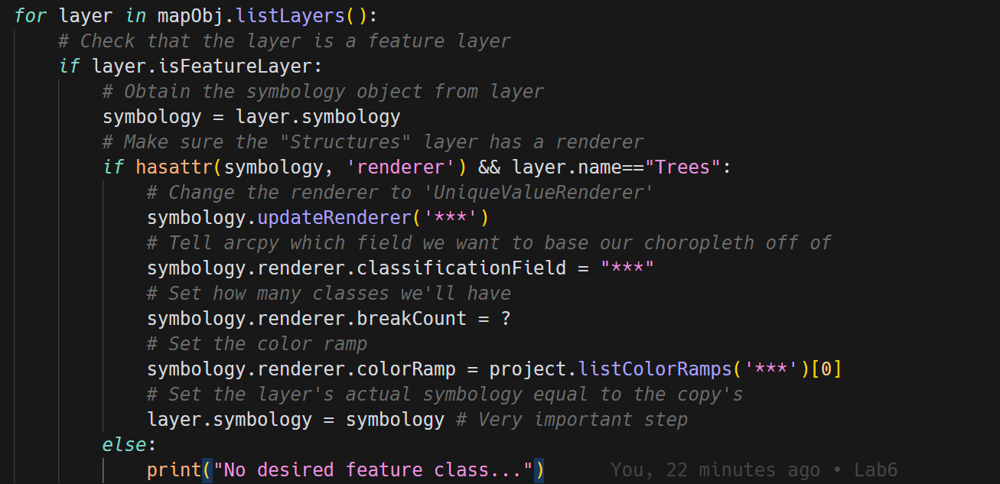 for layer in mapObj.listLayers():
    # Check that the layer is a feature layer
    if layer.isFeatureLayer:
        # Obtain the symbology object from layer
        symbology = layer.symbology
        # Make sure the "Structures" layer has a renderer
        if hasattr(symbology, 'renderer') && layer.name=="Trees":
            # Change the renderer to 'UniqueValueRenderer'
            symbology.updateRenderer('***')
            # Tell arcpy which field we want to base our choropleth off of
            symbology.renderer.classificationField = "***"
            # Set how many classes we'll have
            symbology.renderer.breakCount = ?
            # Set the color ramp
            symbology.renderer.colorRamp = project.listColorRamps('***')[0]
            # Set the layer's actual symbology equal to the copy's
            layer.symbology = symbology # Very important step
        else:
            print("No desired feature class...")      You, 22 minutes ago • Lab6